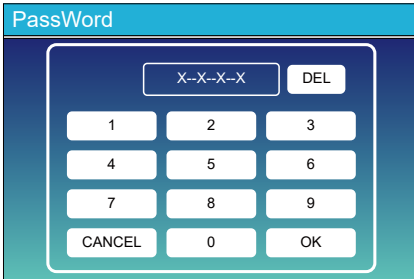 PassWord
X--X--X--X DEL
1 2 3
4 5 6
7 8 9
CANCEL 0 OK